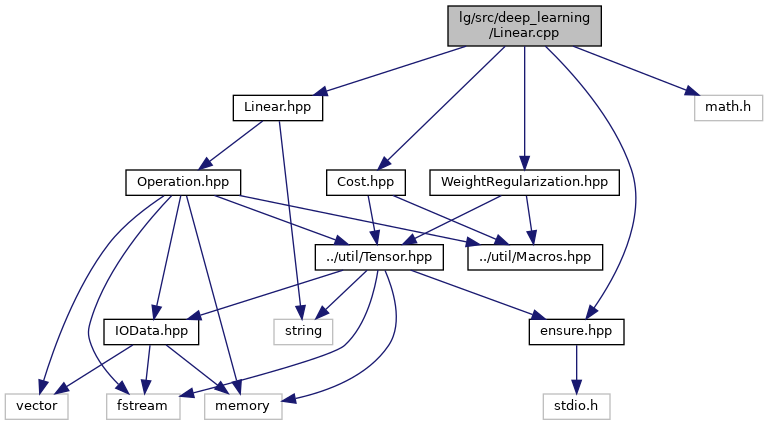 lg/src/deep_learning
/Linear.cpp
Linear.hpp
math.h
Operation.hpp
Cost.hpp
WeightRegularization.hpp
../util/Tensor.hpp
../util/Macros.hpp
IOData.hpp
string
ensure.hpp
vector
fstream
memory
stdio.h